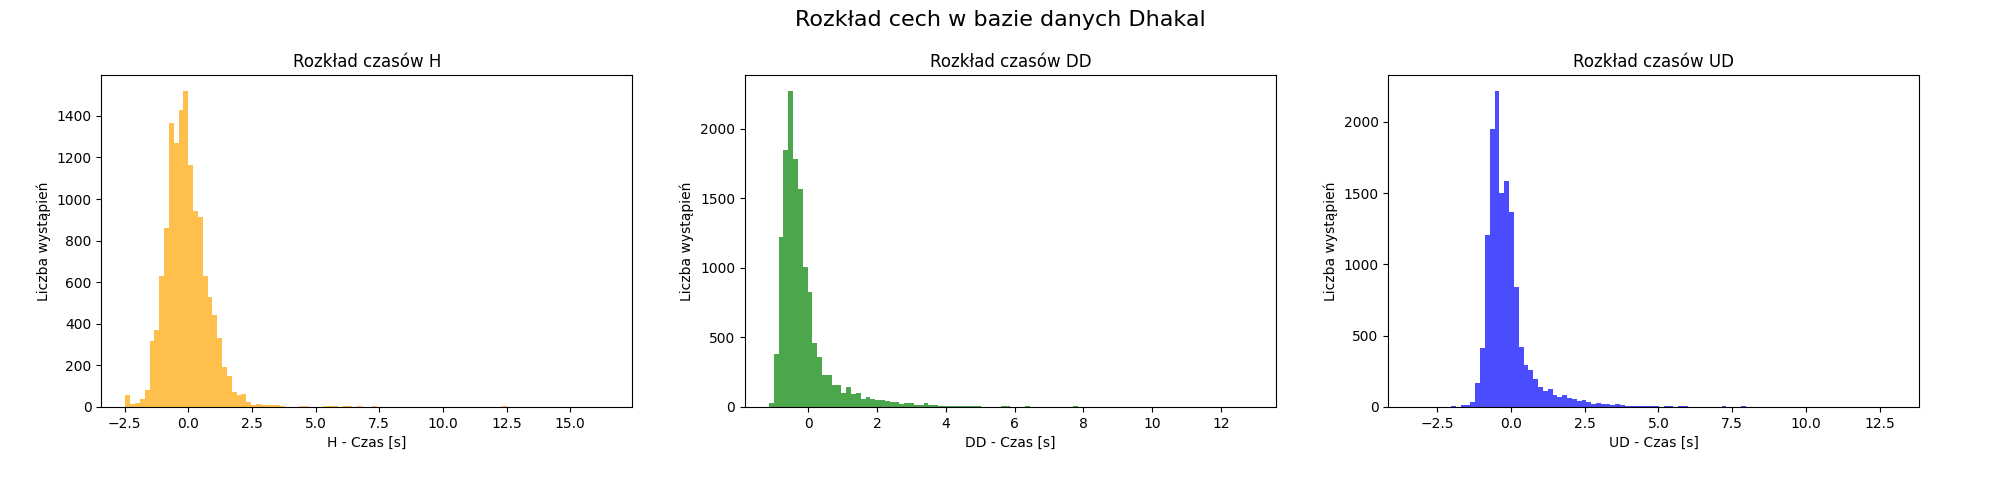 Rozkład cech w bazie danych Dhakal
Rozkład czasów H
Liczba wystąpień
1400
1200
1000
800
600
400
200
0
−2.5 0.0 2.5 5.0 7.5 10.0 12.5 15.0
H - Czas [s]
Rozkład czasów DD
Liczba wystąpień
2000
1500
1000
500
0
0 2 4 6 8 10 12
DD - Czas [s]
Rozkład czasów UD
Liczba wystąpień
2000
1500
1000
500
0
−2.5 0.0 2.5 5.0 7.5 10.0 12.5
UD - Czas [s]